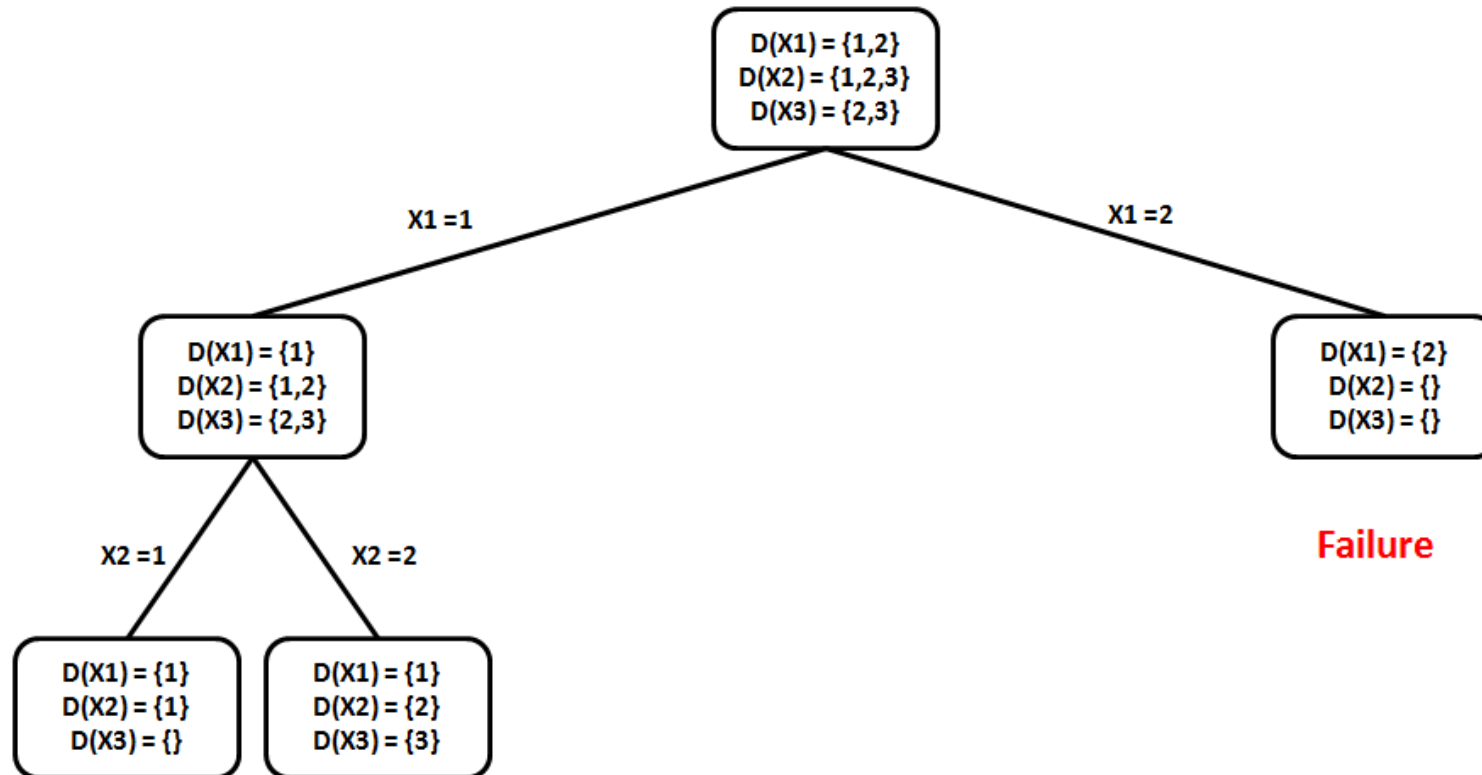 D(X1) = {1,2}
D(X2) = {1,2,3}
D(X3) = {2,3}
X1 =1
X1 =2
D(X1) = {1}
D(X2) = {1,2}
D(X3) = {2,3}
D(X1) = {2}
D(X2) = {}
D(X3) = {}
Failure
X2 =1
X2 =2
D(X1) = {1}
D(X2) = {1}
D(X3) = {}
D(X1) = {1}
D(X2) = {2}
D(X3) = {3}